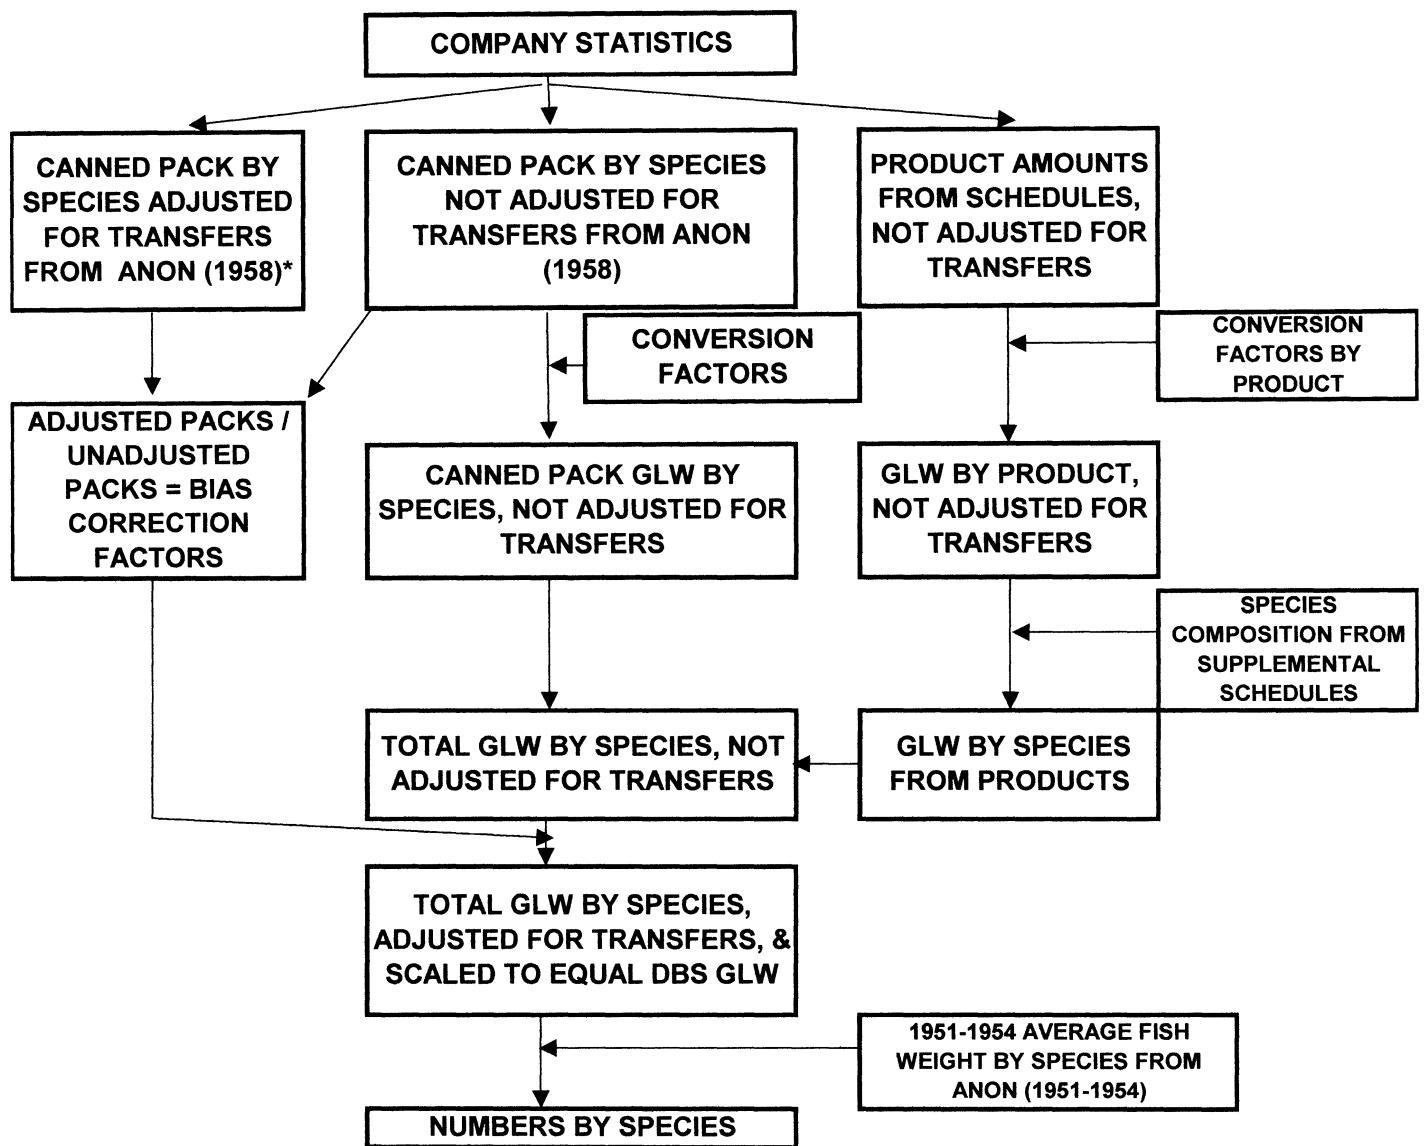 COMPANY STATISTICS
CANNED PACK BY
SPECIES ADJUSTED
FOR TRANSFERS
FROM ANON (1958)*
CANNED PACK BY SPECIES
NOT ADJUSTED FOR
TRANSFERS FROM ANON
(1958)
PRODUCT AMOUNTS
FROM SCHEDULES,
NOT ADJUSTED FOR
TRANSFERS
CONVERSION
FACTORS
CONVERSION
FACTORS BY
PRODUCT
ADJUSTED PACKS /
UNADJUSTED
PACKS = BIAS
CORRECTION
FACTORS
CANNED PACK GLW BY
SPECIES, NOT ADJUSTED FOR
TRANSFERS
GLW BY PRODUCT,
NOT ADJUSTED FOR
TRANSFERS
SPECIES
COMPOSITION FROM
SUPPLEMENTAL
SCHEDULES
TOTAL GLW BY SPECIES, NOT
ADJUSTED FOR TRANSFERS
GLW BY SPECIES
FROM PRODUCTS
TOTAL GLW BY SPECIES,
ADJUSTED FOR TRANSFERS, &
SCALED TO EQUAL DBS GLW
1951-1954 AVERAGE FISH
WEIGHT BY SPECIES FROM
ANON (1951-1954)
NUMBERS BY SPECIES